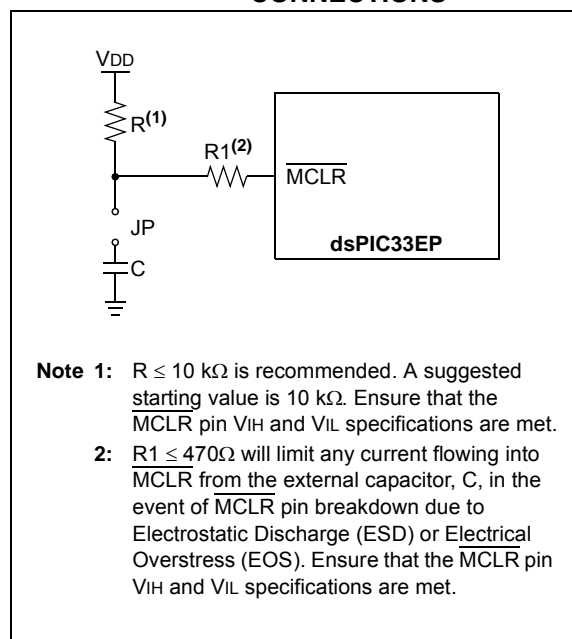 CONNECTIONS
VDD
R(1)
R1(2)
MCLR
JP
dsPIC33EP
C
Note 1: R ≤ 10 kΩ is recommended. A suggested
starting value is 10 kΩ. Ensure that the
MCLR pin VIH and VIL specifications are met.
2: R1 ≤ 470Ω will limit any current flowing into
MCLR from the external capacitor, C, in the
event of MCLR pin breakdown due to
Electrostatic Discharge (ESD) or Electrical
Overstress (EOS). Ensure that the MCLR pin
VIH and VIL specifications are met.